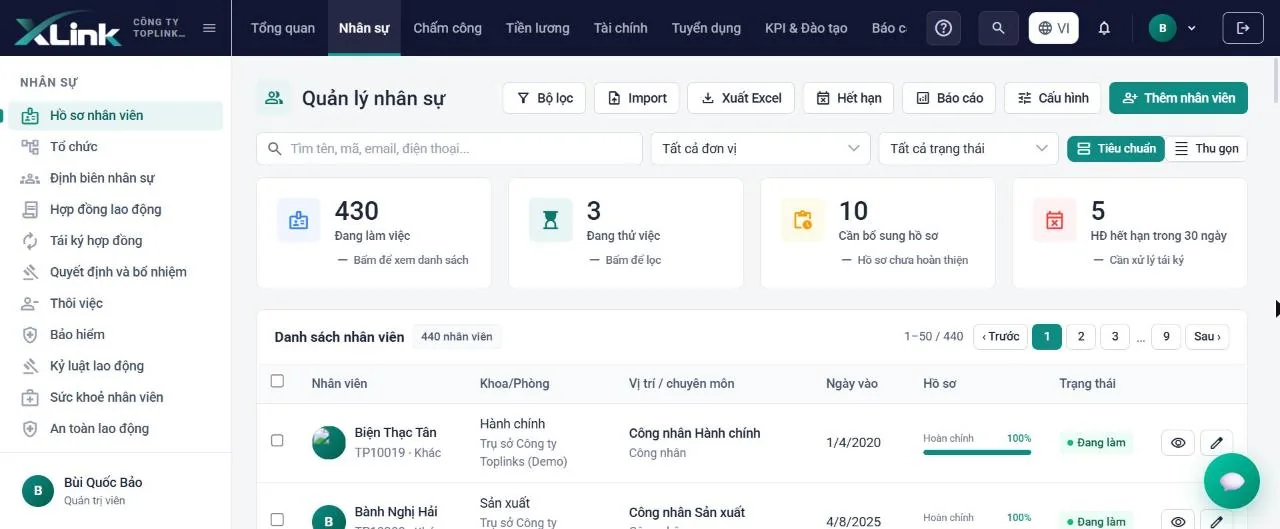 XLink
CÔNG TY
TOPLINK...
Tổng quan
Nhân sự
Chấm công
Tiền lương
Tài chính
Tuyển dụng
KPI & Đào tạo
Báo c
VI
B
NHÂN SỰ
Hồ sơ nhân viên
Tổ chức
Định biên nhân sự
Hợp đồng lao động
Tái ký hợp đồng
Quyết định và bổ nhiệm
Thôi việc
Bảo hiểm
Kỷ luật lao động
Sức khoẻ nhân viên
An toàn lao động
B
Bùi Quốc Bảo
Quản trị viên
Quản lý nhân sự
Bộ lọc
Import
Xuất Excel
Hết hạn
Báo cáo
Cấu hình
Thêm nhân viên
Tìm tên, mã, email, điện thoại...
Tất cả đơn vị
Tất cả trạng thái
Tiêu chuẩn
Thu gọn
430
Đang làm việc
— Bấm để xem danh sách
3
Đang thử việc
— Bấm để lọc
10
Cần bổ sung hồ sơ
— Hồ sơ chưa hoàn thiện
5
HĐ hết hạn trong 30 ngày
— Cần xử lý tái ký
Danh sách nhân viên
440 nhân viên
1–50 / 440
‹ Trước
1
2
3
...
9
Sau ›
Nhân viên
Khoa/Phòng
Vị trí / chuyên môn
Ngày vào
Hồ sơ
Trạng thái
Biện Thạc Tân
TP10019 · Khác
Hành chính
Trụ sở Công ty
Toplinks (Demo)
Công nhân Hành chính
Công nhân
1/4/2020
Hoàn chỉnh
100%
Đang làm
B
Bành Nghị Hải
Sản xuất
Trụ sở Công ty
Công nhân Sản xuất
4/8/2025
Hoàn chỉnh
100%
Đang làm